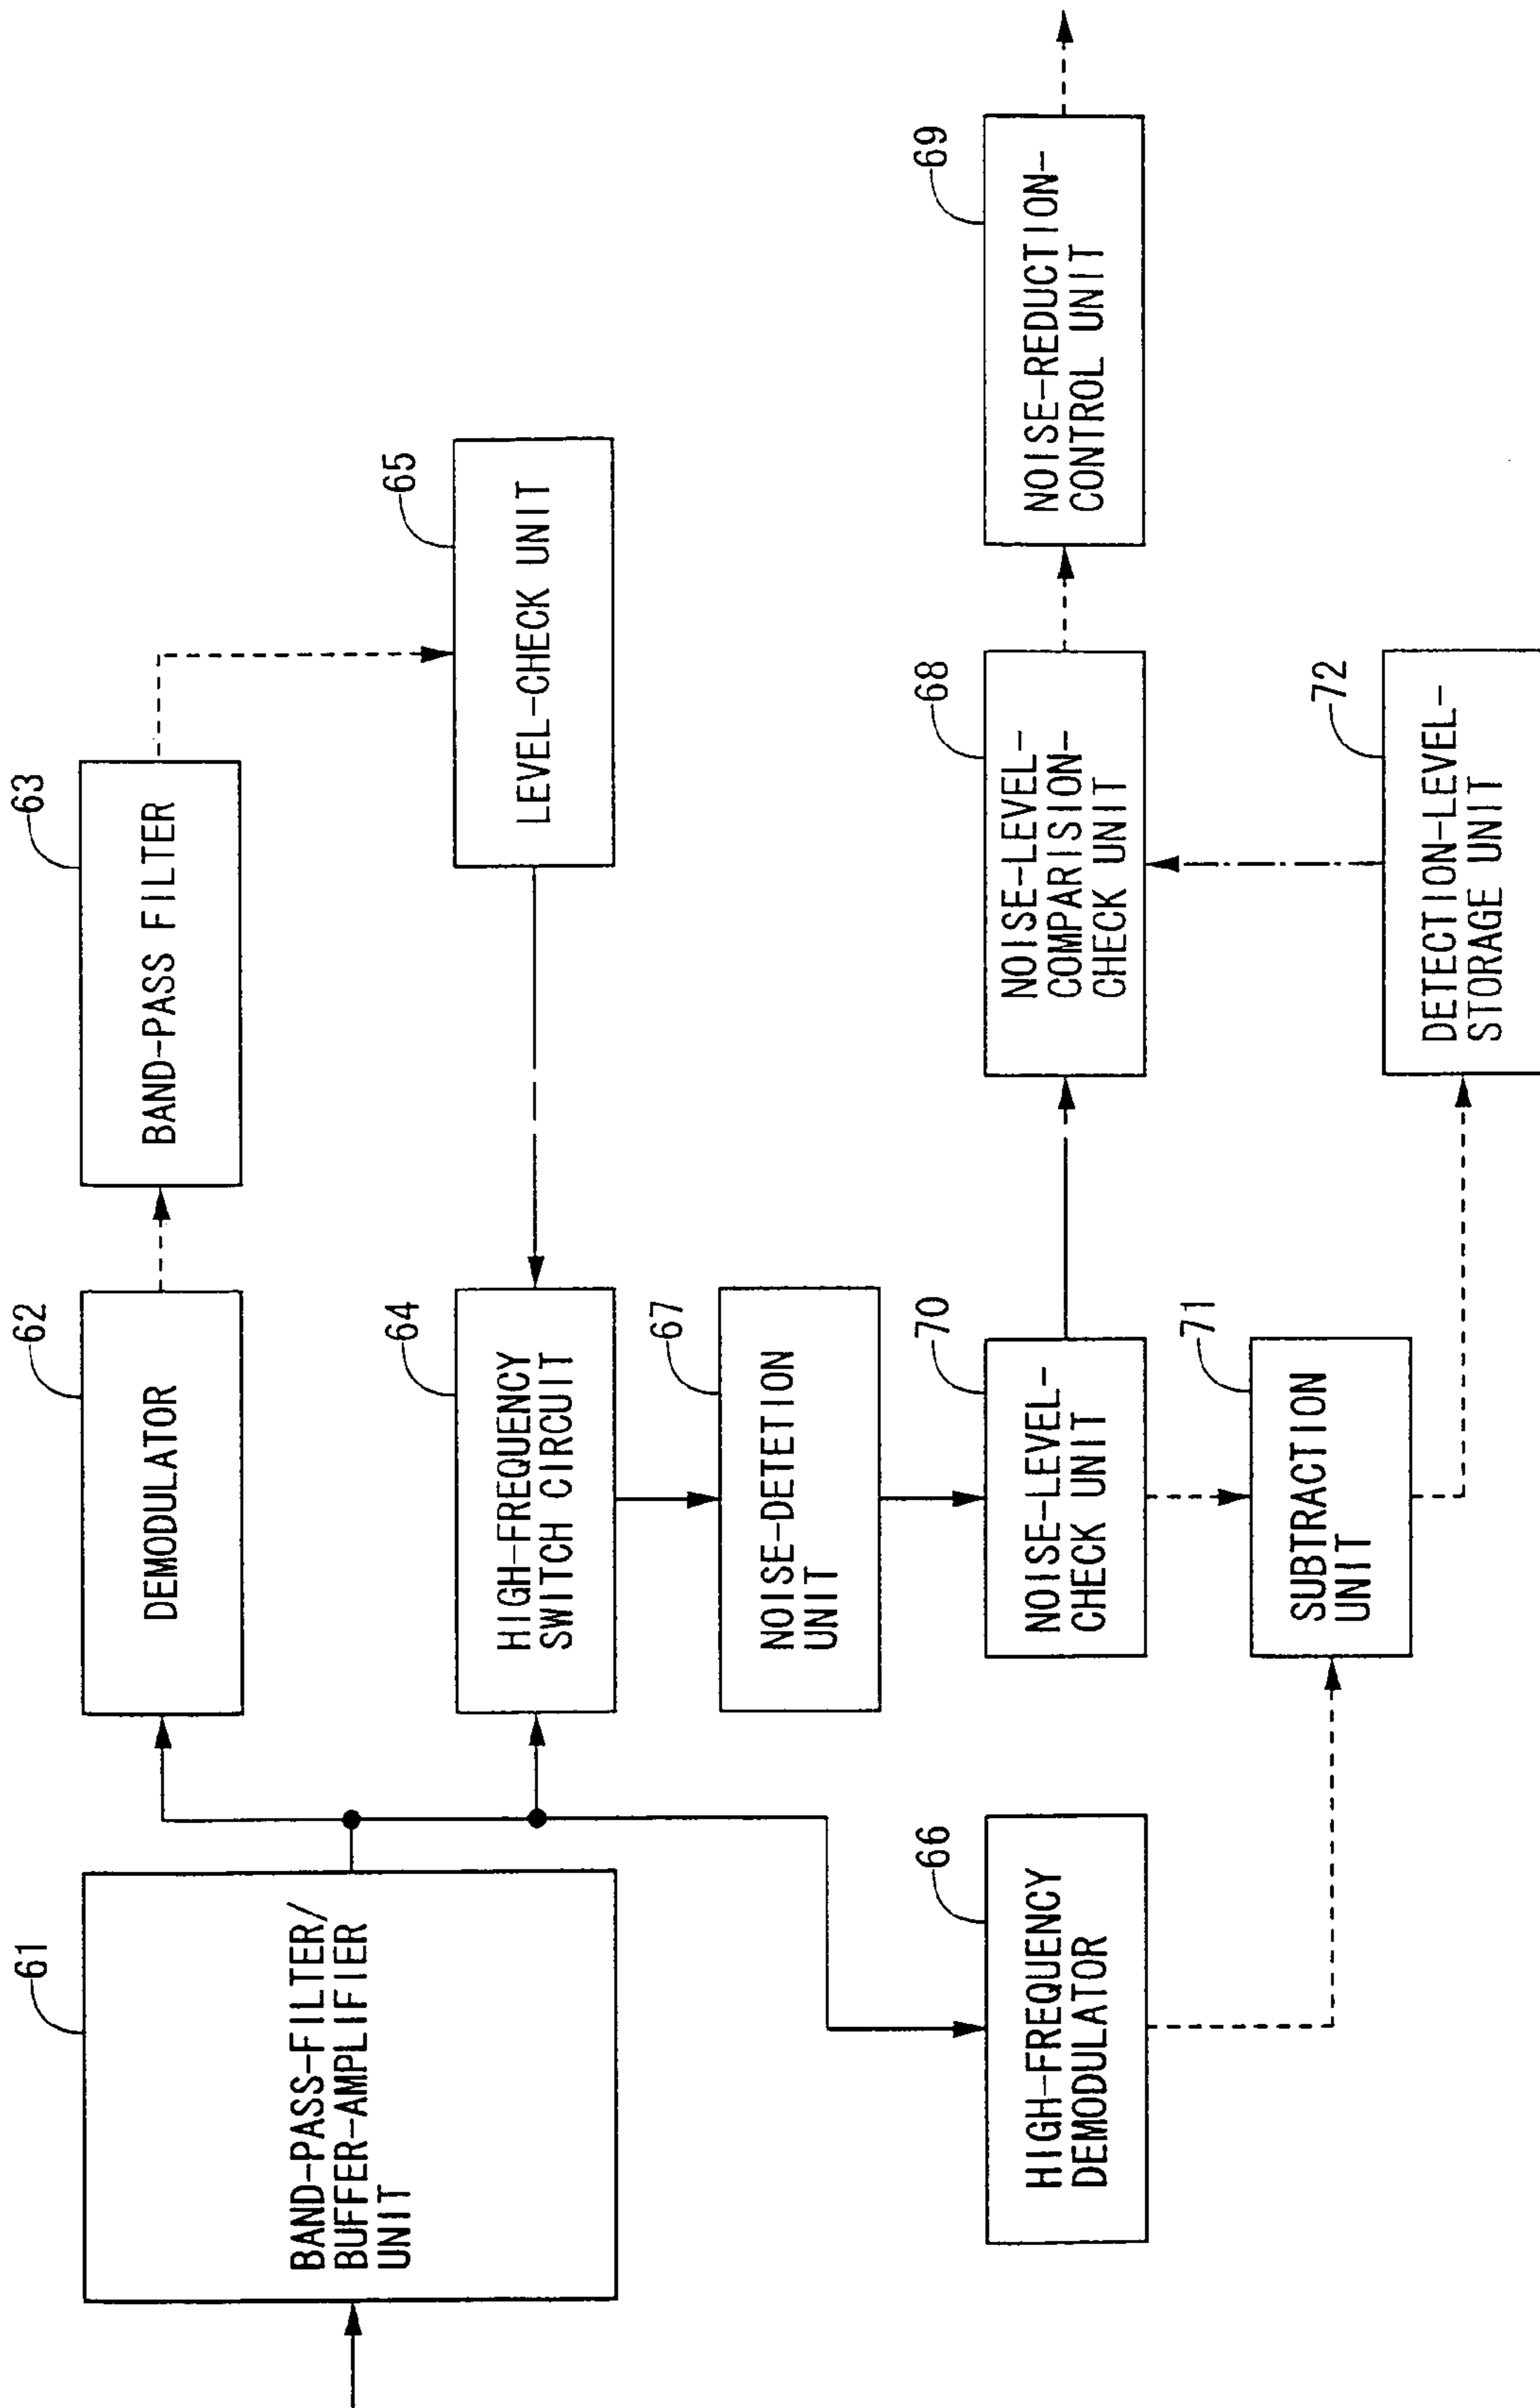 61
BAND-PASS-FILTER/
BUFFER-AMPLIFIER
UNIT
62
DEMODULATOR
63
BAND-PASS FILTER
64
HIGH-FREQUENCY
SWITCH CIRCUIT
65
LEVEL-CHECK UNIT
67
NOISE-DETETION
UNIT
66
HIGH-FREQUENCY
DEMODULATOR
70
NOISE-LEVEL-
CHECK UNIT
68
NOISE-LEVEL-
COMPARISION-
CHECK UNIT
69
NOISE-REDUCTION-
CONTROL UNIT
71
SUBTRACTION
UNIT
72
DETECTION-LEVEL-
STORAGE UNIT